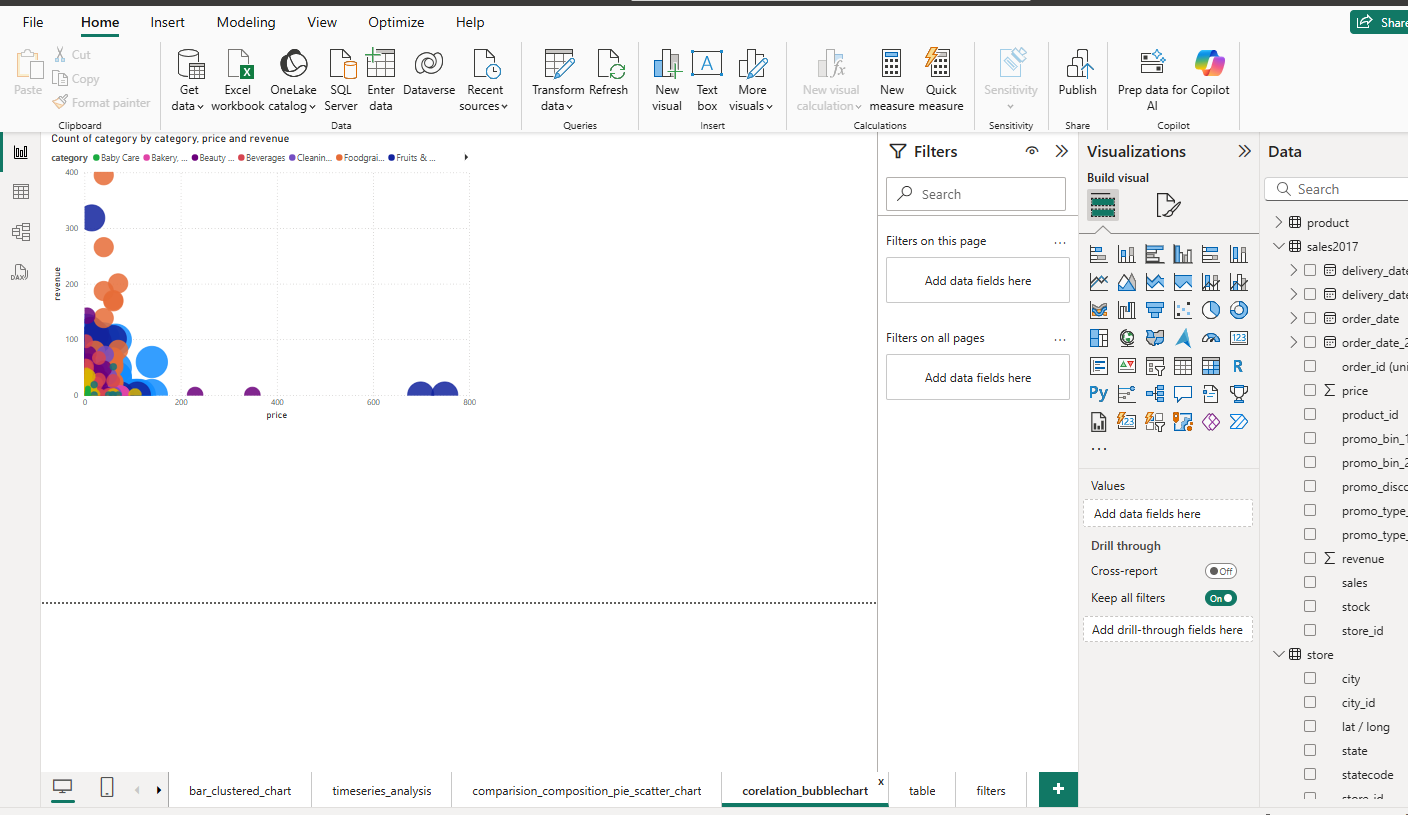 File Home Insert Modeling View Optimize Help Share
Paste Cut Copy Format painter
Get data Excel workbook OneLake catalog SQL Server Enter data Dataverse Recent sources
Transform data Refresh
New visual Text box More visuals
New visual calculation New measure Quick measure
Sensitivity Publish Prep data for AI Copilot
Clipboard Data Queries Insert Calculations Sensitivity Share Copilot
Count of category by category, price and revenue
category Baby Care Bakery, ... Beauty ... Beverages Cleanin... Foodgrai... Fruits & ...
400
300
200
100
0
revenue
0 200 400 600 800
price
Filters
Search
Filters on this page ...
Add data fields here
Filters on all pages ...
Add data fields here
Visualizations
Build visual
123
R
Py
123
...
Values
Add data fields here
Drill through
Cross-report Off
Keep all filters On
Add drill-through fields here
Data
Search
product
sales2017
delivery_date
delivery_date
order_date
order_date_2
order_id (uni
Σ price
product_id
promo_bin_1
promo_bin_2
promo_disco
promo_type_
promo_type_
Σ revenue
sales
stock
store_id
store
city
city_id
lat / long
state
statecode
DAX
bar_clustered_chart timeseries_analysis comparision_composition_pie_scatter_chart corelation_bubblechart x table filters +